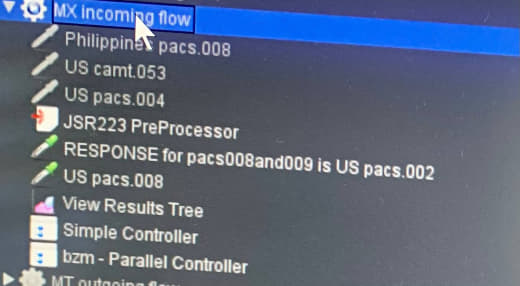 MX incoming flow
Philippines pacs.008
US camt.053
US pacs.004
JSR223 PreProcessor
RESPONSE for pacs008and009 is US pacs.002
US pacs.008
View Results Tree
Simple Controller
bzm - Parallel Controller
MT outgoing flow